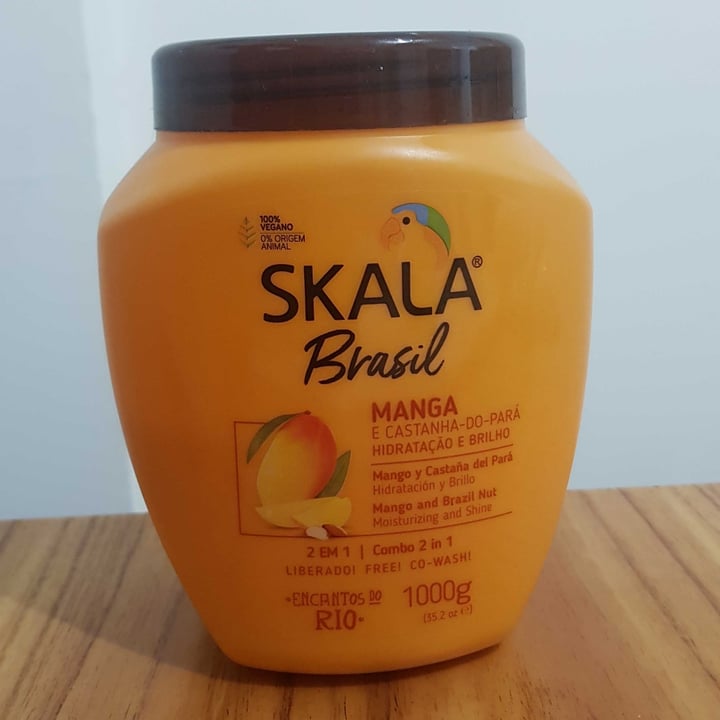 100%
VEGANO
0% ORIGEM
ANIMAL
SKALA®
Brasil
MANGA
E CASTANHA-DO-PARÁ
HIDRATAÇÃO E BRILHO
Mango y Castaña del Pará
Hidratación y Brillo
Mango and Brazil Nut
Moisturizing and Shine
2 EM 1 | Combo 2 in 1
LIBERADO! FREE! CO-WASH!
•ENCANTOS DO
RIO•
1000g
(35.2 oz ℮)